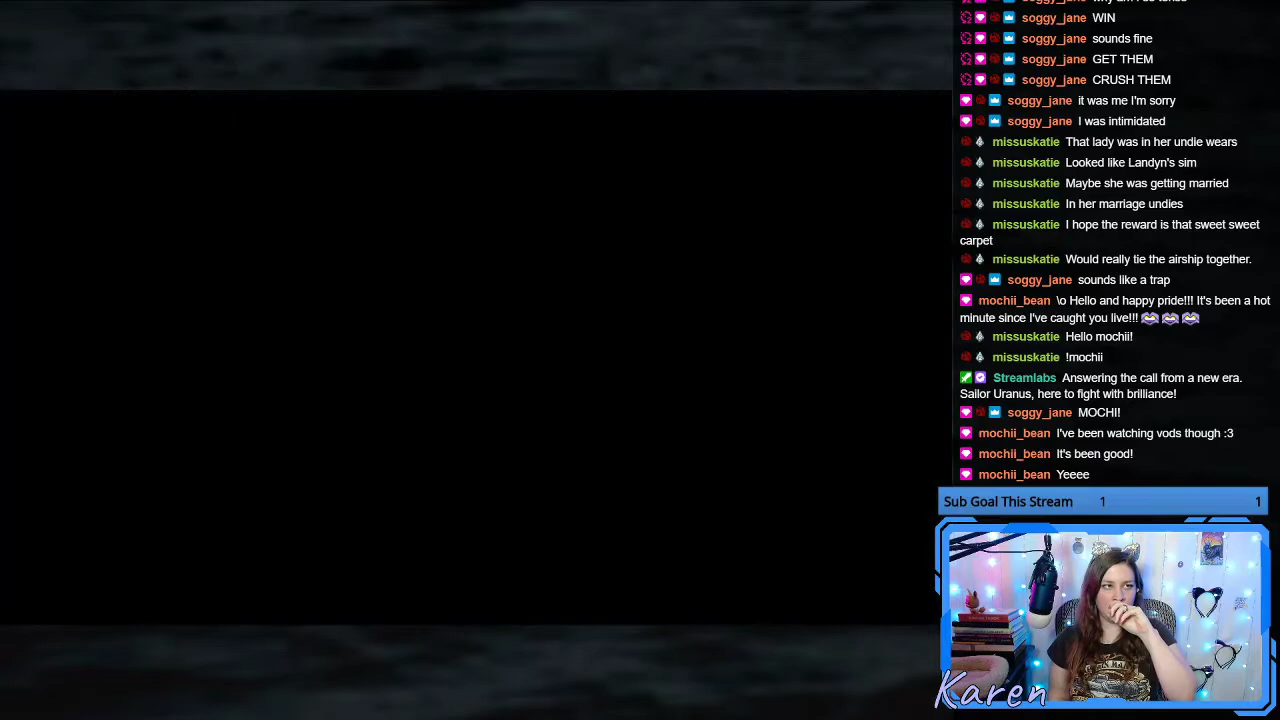 soggy_jane WIN
soggy_jane sounds fine
soggy_jane GET THEM
soggy_jane CRUSH THEM
soggy_jane it was me I'm sorry
soggy_jane I was intimidated
missuskatie That lady was in her undie wears
missuskatie Looked like Landyn's sim
missuskatie Maybe she was getting married
missuskatie In her marriage undies
missuskatie I hope the reward is that sweet sweet
carpet
missuskatie Would really tie the airship together.
soggy_jane sounds like a trap
mochii_bean \o Hello and happy pride!!! It's been a hot
minute since I've caught you live!!!
missuskatie Hello mochii!
missuskatie !mochii
Streamlabs Answering the call from a new era.
Sailor Uranus, here to fight with brilliance!
soggy_jane MOCHI!
mochii_bean I've been watching vods though :3
mochii_bean It's been good!
mochii_bean Yeeee
Sub Goal This Stream 1 1
Karen